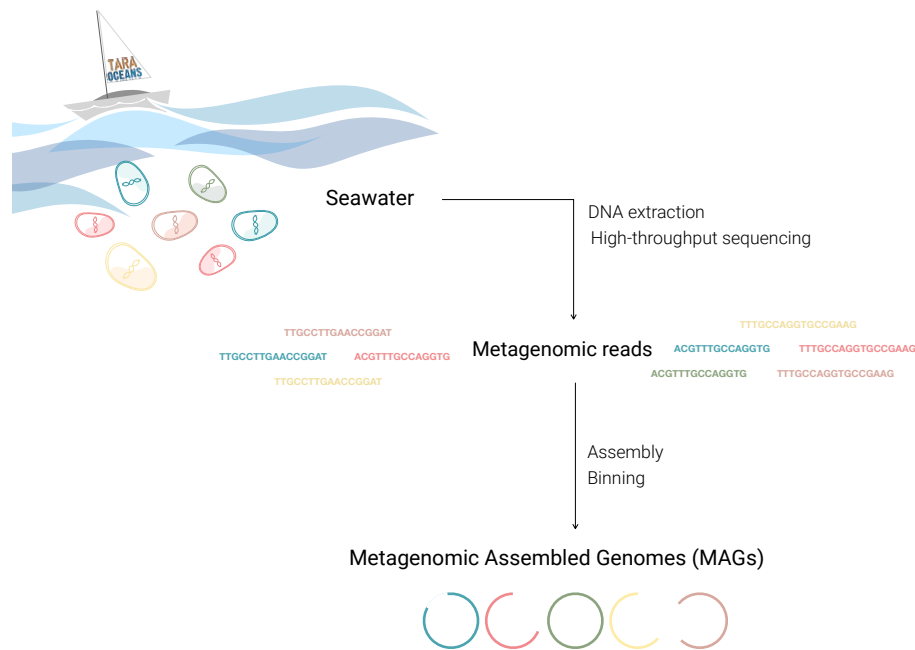 TARA
OCEANS
Seawater
DNA extraction
High-throughput sequencing
TTGCCTTGAACCGGAT
TTGCCTTGAACCGGAT ACGTTTGCCAGGTG
TTGCCTTGAACCGGAT
Metagenomic reads
TTTGCCAGGTGCCGAAG
ACGTTTGCCAGGTG TTTGCCAGGTGCCGAAG
ACGTTTGCCAGGTG TTTGCCAGGTGCCGAAG
Assembly
Binning
Metagenomic Assembled Genomes (MAGs)